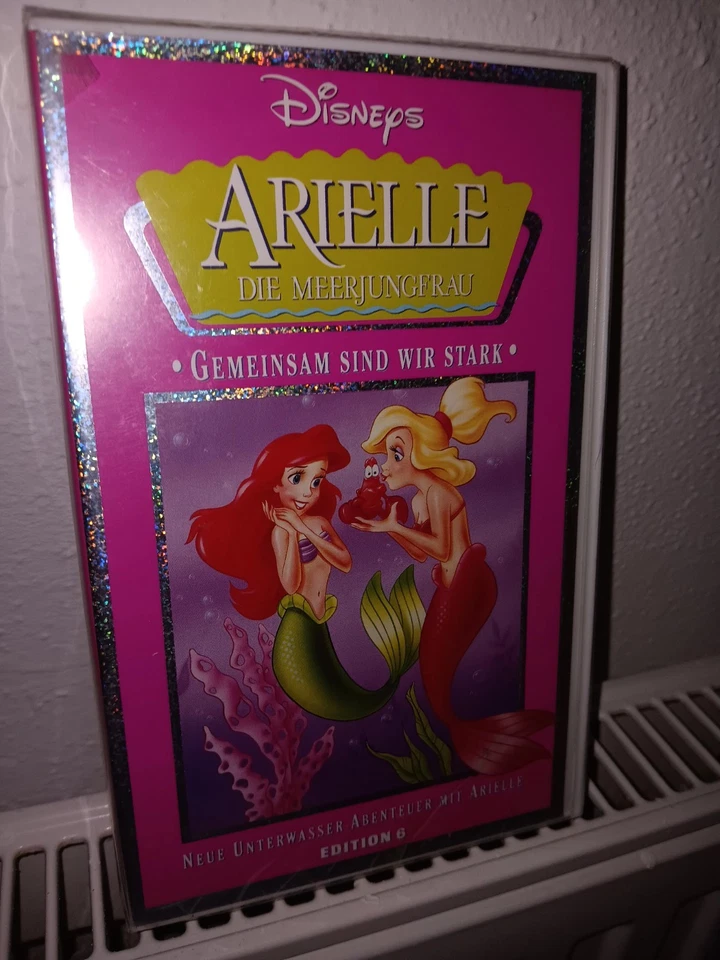 DISNEYS
ARIELLE
DIE MEERJUNGFRAU
• GEMEINSAM SIND WIR STARK •
NEUE UNTERWASSER ABENTEUER MIT ARIELLE
EDITION 6